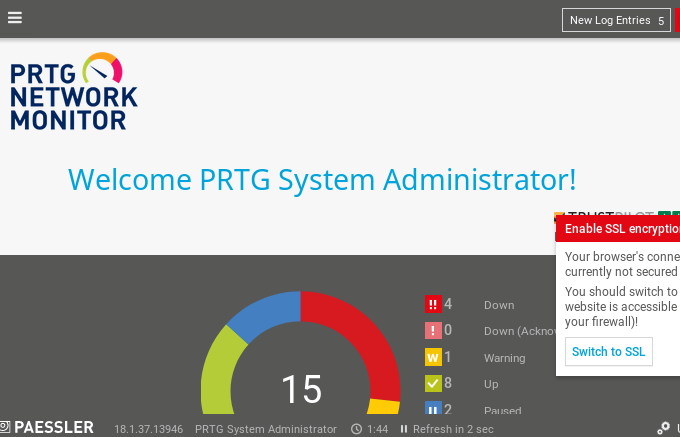 New Log Entries 5
PRTG
NETWORK
MONITOR
Welcome PRTG System Administrator!
TRUSTPILOT
Enable SSL encryption
Your browser's conne
currently not secured
You should switch to
website is accessible
your firewall)!
Switch to SSL
!! 4 Down
! 0 Down (Acknow
W 1 Warning
8 Up
2 Paused
15
PAESSLER 18.1.37.13946 PRTG System Administrator 1:44 Refresh in 2 sec